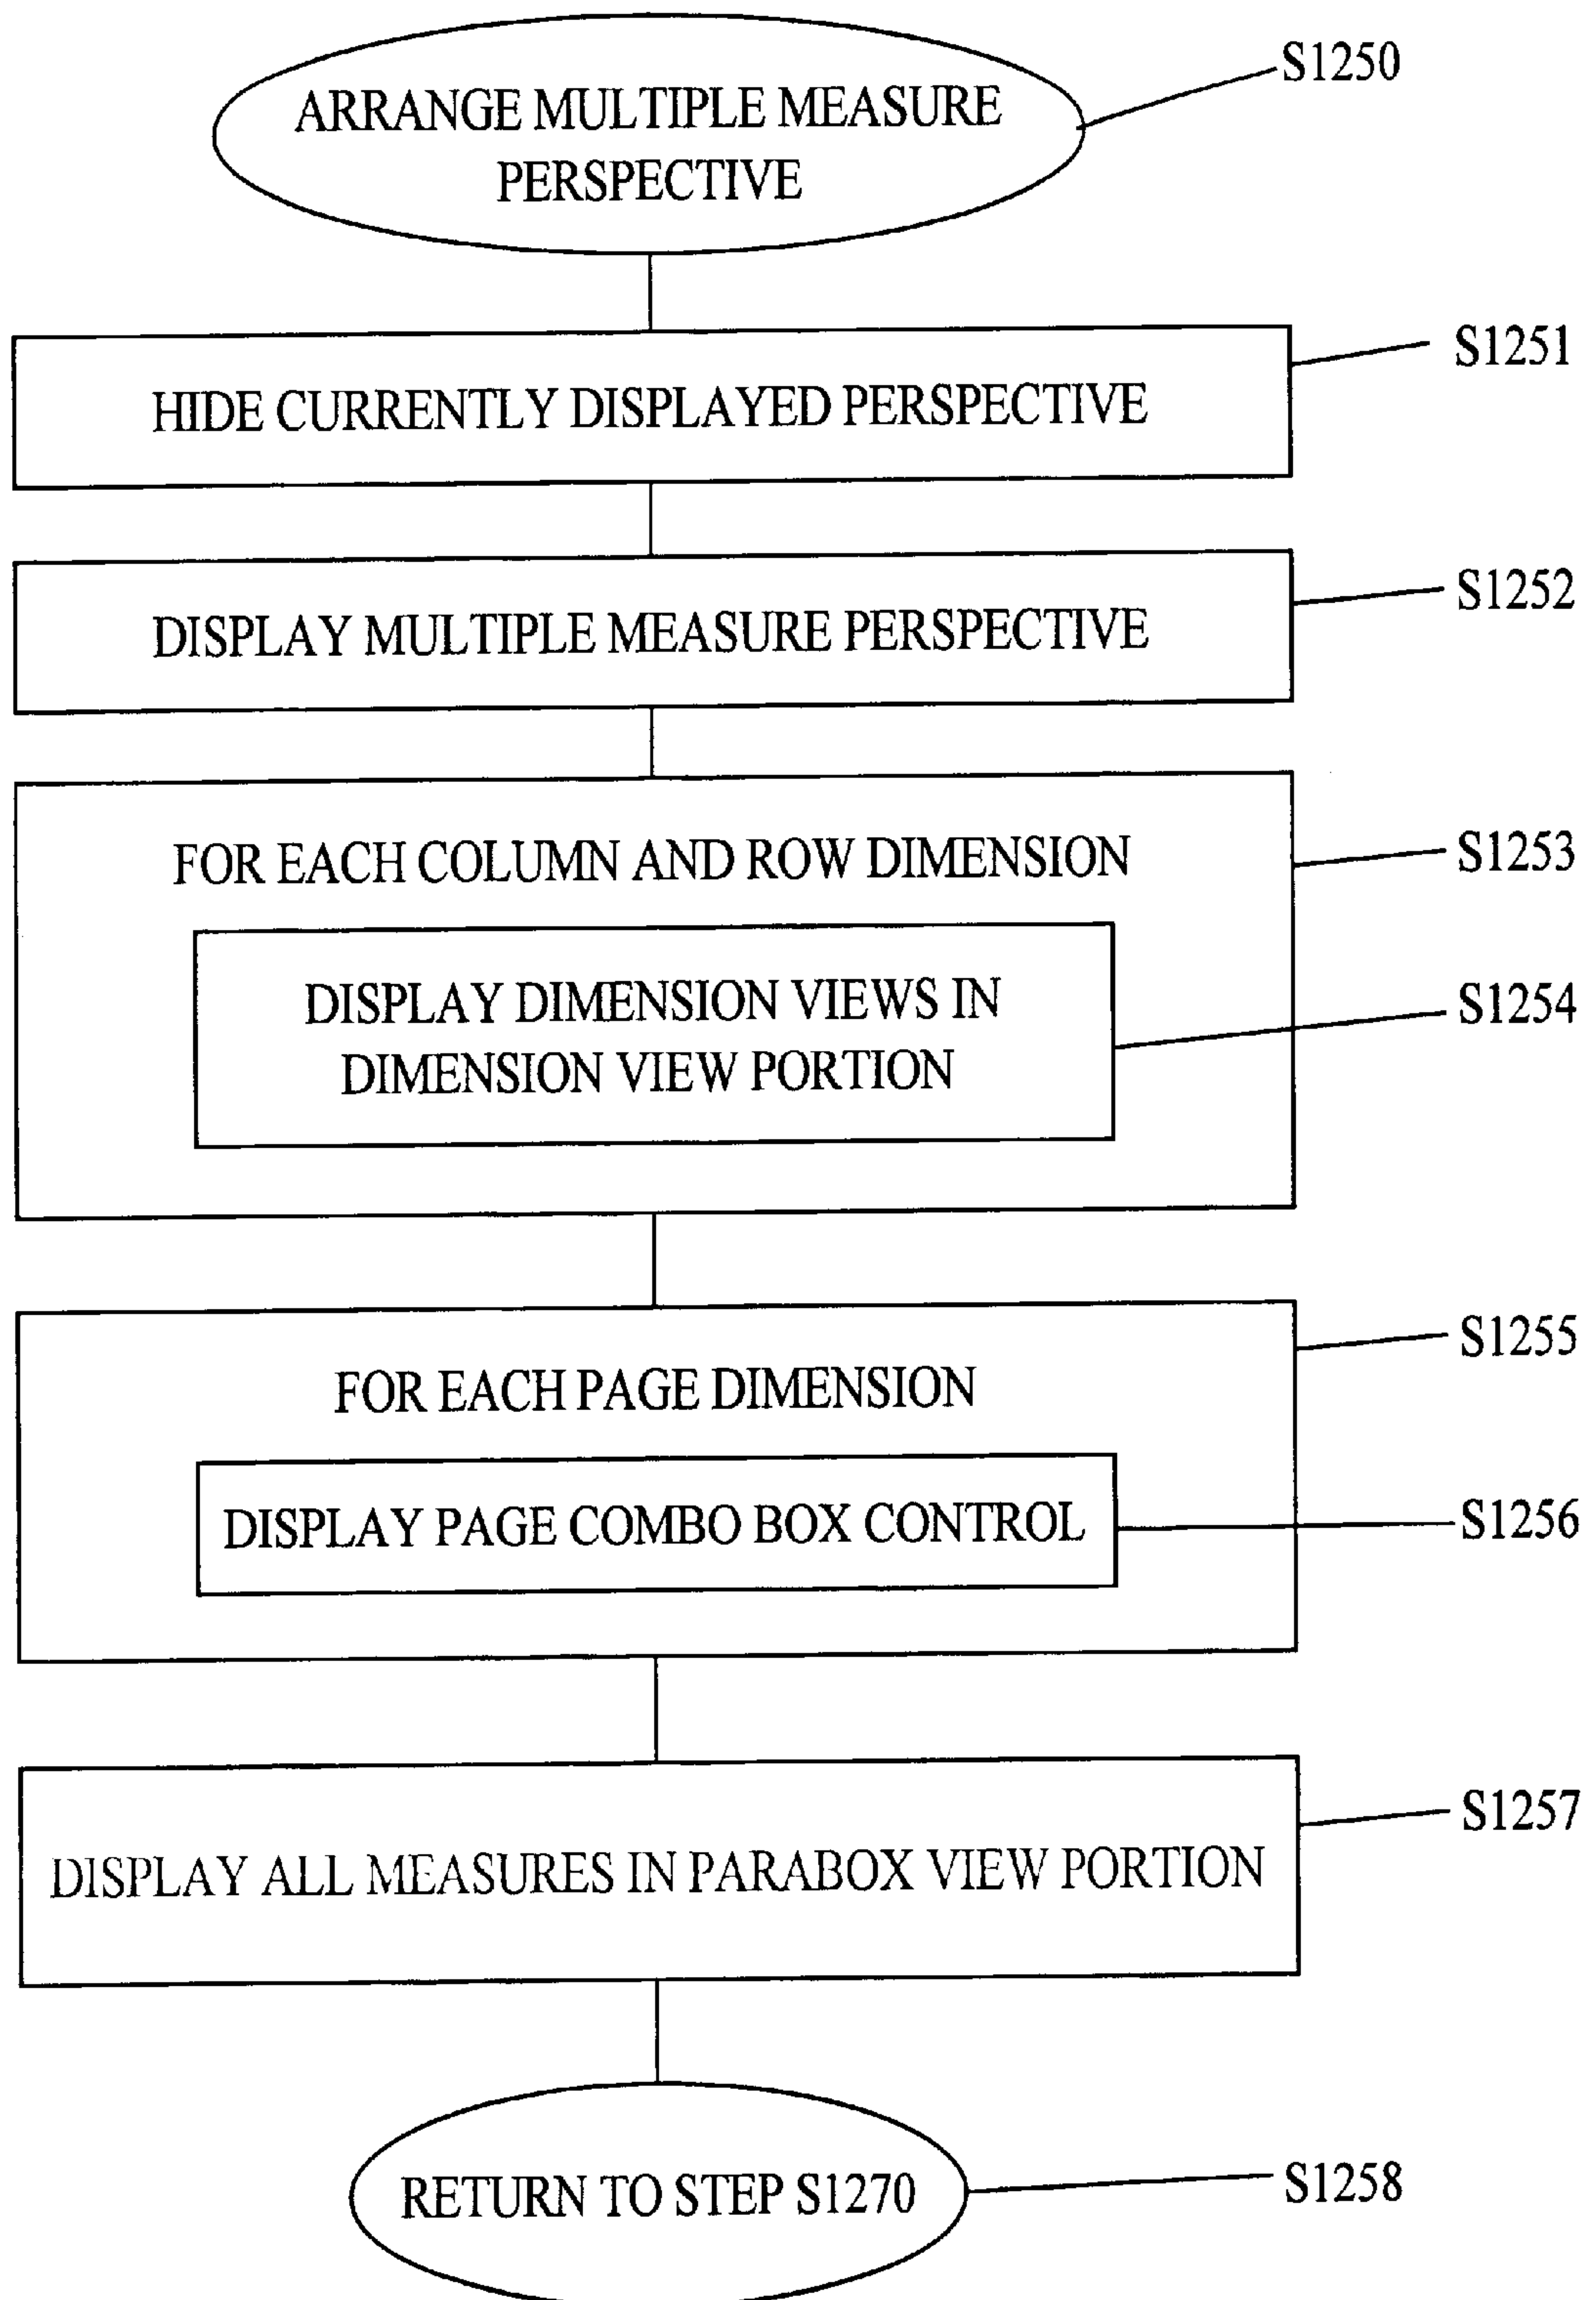 S1250
ARRANGE MULTIPLE MEASURE
PERSPECTIVE
S1251
HIDE CURRENTLY DISPLAYED PERSPECTIVE
S1252
DISPLAY MULTIPLE MEASURE PERSPECTIVE
S1253
FOR EACH COLUMN AND ROW DIMENSION
S1254
DISPLAY DIMENSION VIEWS IN
DIMENSION VIEW PORTION
S1255
FOR EACH PAGE DIMENSION
S1256
DISPLAY PAGE COMBO BOX CONTROL
S1257
DISPLAY ALL MEASURES IN PARABOX VIEW PORTION
RETURN TO STEP S1270
S1258